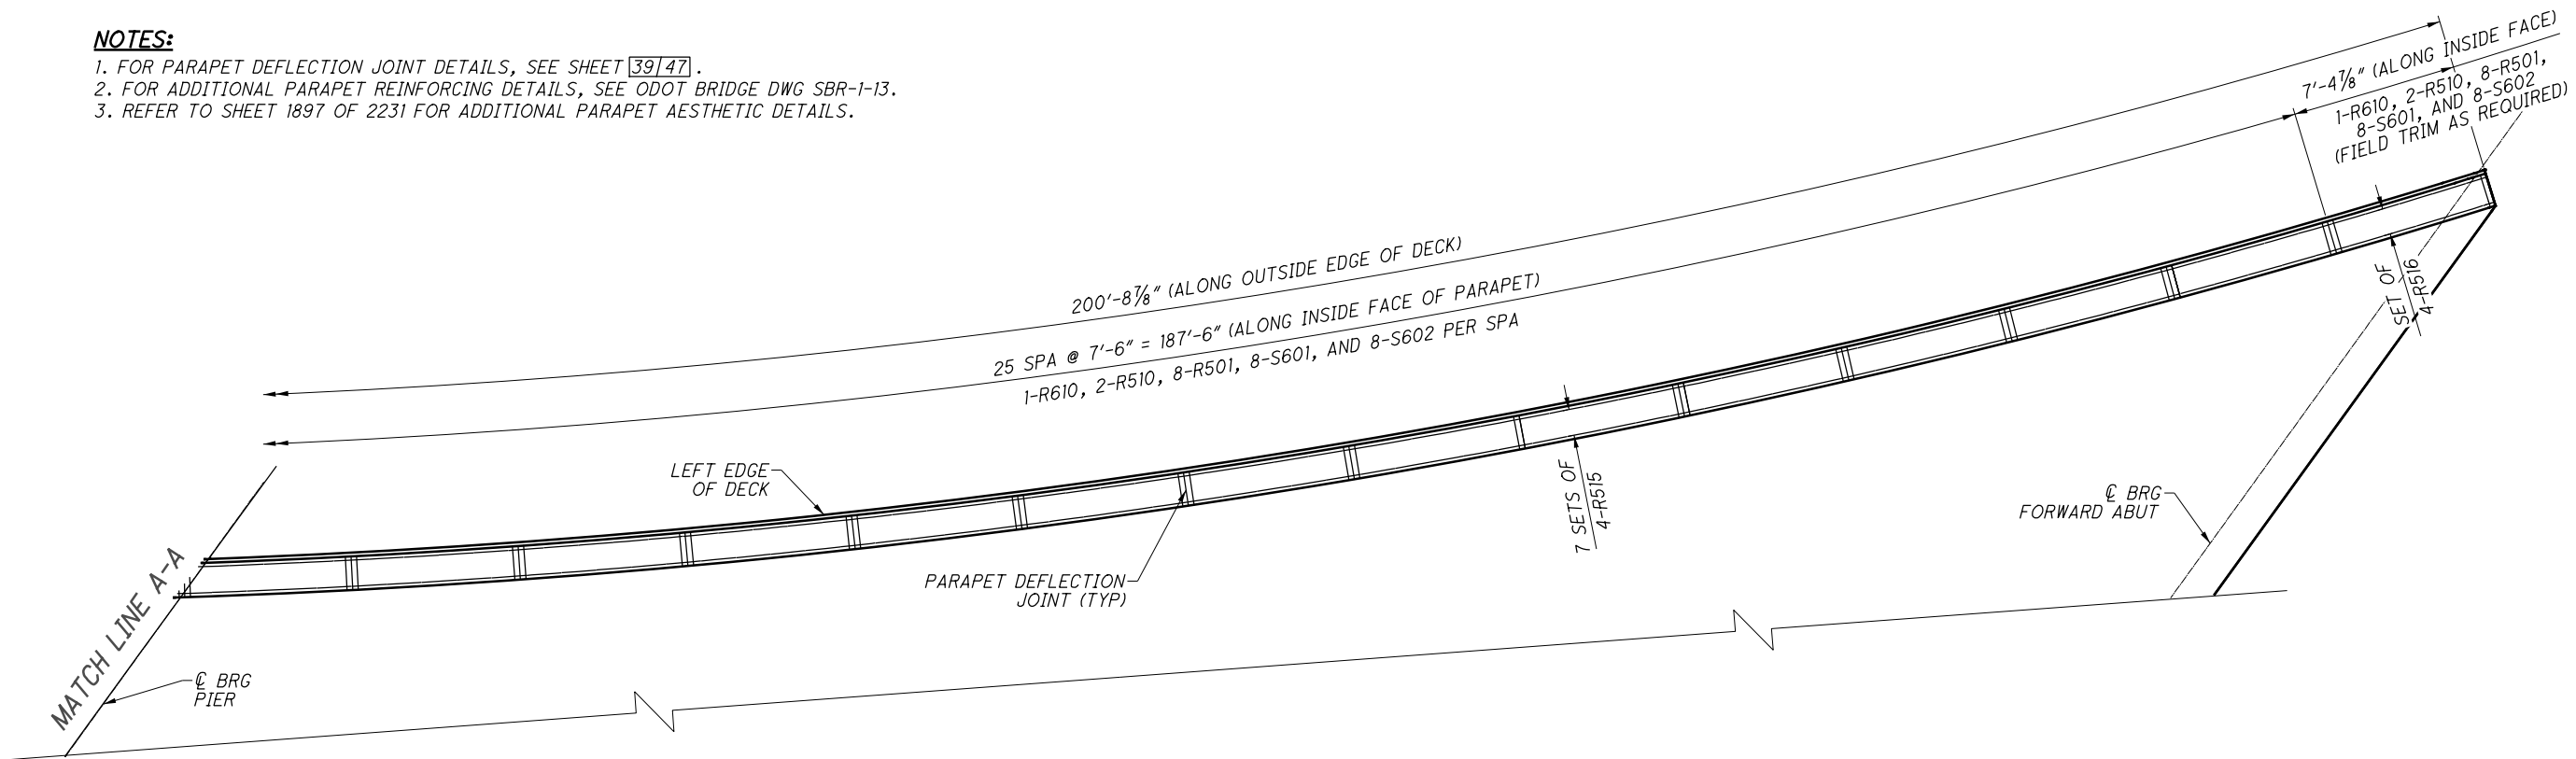 NOTES:
1. FOR PARAPET DEFLECTION JOINT DETAILS, SEE SHEET 39/47 .
2. FOR ADDITIONAL PARAPET REINFORCING DETAILS, SEE ODOT BRIDGE DWG SBR-1-13.
3. REFER TO SHEET 1897 OF 2231 FOR ADDITIONAL PARAPET AESTHETIC DETAILS.
7'-4⅞" (ALONG INSIDE FACE)
1-R610, 2-R510, 8-R501,
8-S601, AND 8-S602
(FIELD TRIM AS REQUIRED)
200'-8⅞" (ALONG OUTSIDE EDGE OF DECK)
25 SPA @ 7'-6" = 187'-6" (ALONG INSIDE FACE OF PARAPET)
1-R610, 2-R510, 8-R501, 8-S601, AND 8-S602 PER SPA
SET OF
4-R516
LEFT EDGE
OF DECK
7 SETS OF
4-R515
℄ BRG
FORWARD ABUT
PARAPET DEFLECTION
JOINT (TYP)
MATCH LINE A-A
℄ BRG
PIER